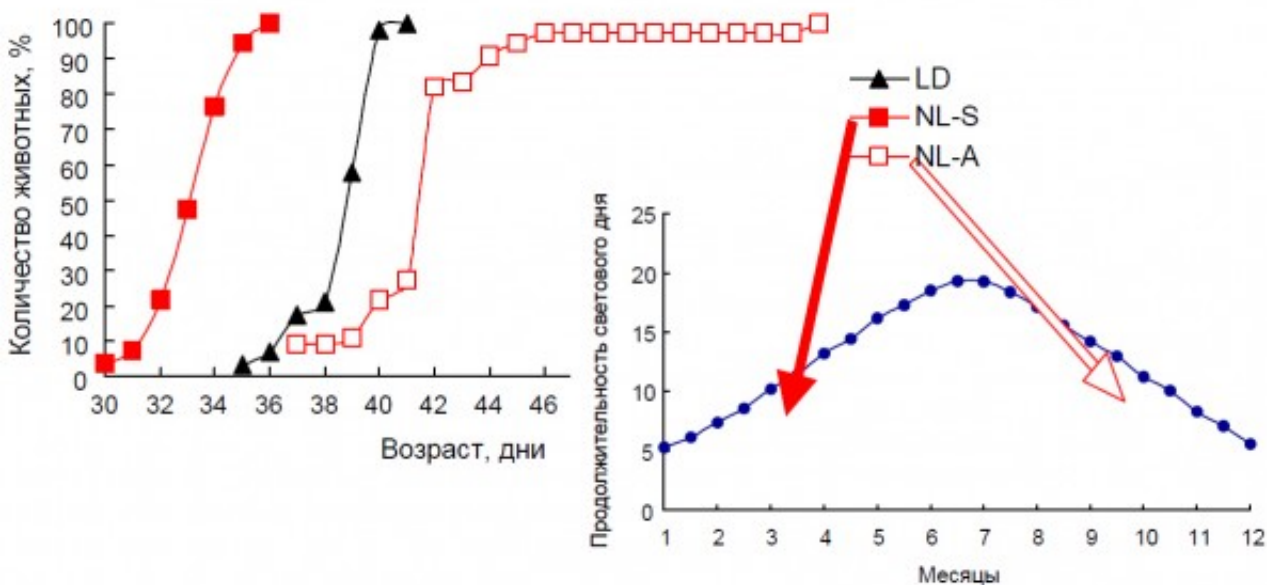 Количество животных, %
100
90
80
70
60
50
40
30
20
10
0
30 32 34 36 38 40 42 44 46
Возраст, дни
LD
NL-S
NL-A
Продолжительность светового дня
25
20
15
10
5
0
1 2 3 4 5 6 7 8 9 10 11 12
Месяцы